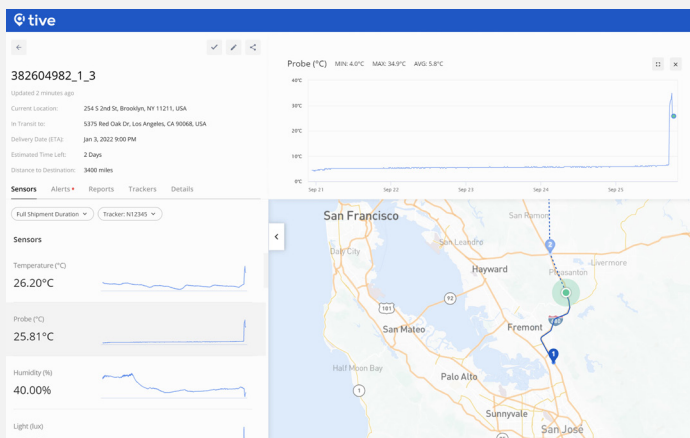 tive
382604982_1_3
Updated 2 minutes ago
Current Location: 254 S 2nd St, Brooklyn, NY 11211, USA
In Transit to: 5375 Red Oak Dr, Los Angeles, CA 90068, USA
Delivery Date (ETA): Jan 3, 2022 9:00 PM
Estimated Time Left: 2 Days
Distance to Destination: 3400 miles
Sensors Alerts Reports Trackers Details
Full Shipment Duration Tracker: N12345
Sensors
Temperature (°C)
26.20°C
Probe (°C)
25.81°C
Humidity (%)
40.00%
Light (lux)
Probe (°C) MIN: 4.0°C MAX: 34.9°C AVG: 5.8°C
40°C
30°C
20°C
10°C
0°C
Sep 21 Sep 22 Sep 23 Sep 24 Sep 25
San Francisco
San Ramon
Daly City
San Leandro
2
Livermore
Hayward
Pleasanton
92
101
San Mateo
Fremont
1
Half Moon Bay
Palo Alto
1
Sunnyvale
San Jose